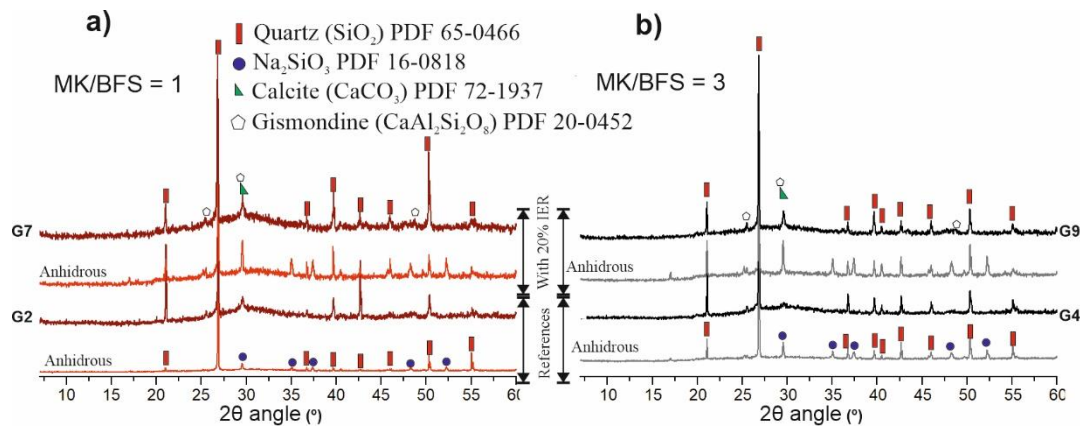 a)
MK/BFS = 1
Quartz (SiO₂) PDF 65-0466
Na₂SiO₃ PDF 16-0818
Calcite (CaCO₃) PDF 72-1937
Gismondine (CaAl₂Si₂O₈) PDF 20-0452
b)
MK/BFS = 3
G7
Anhidrous
G2
Anhidrous
With 20% IER
References
G9
Anhidrous
G4
Anhidrous
10 15 20 25 30 35 40 45 50 55 60
2θ angle (°)
10 15 20 25 30 35 40 45 50 55 60
2θ angle (°)